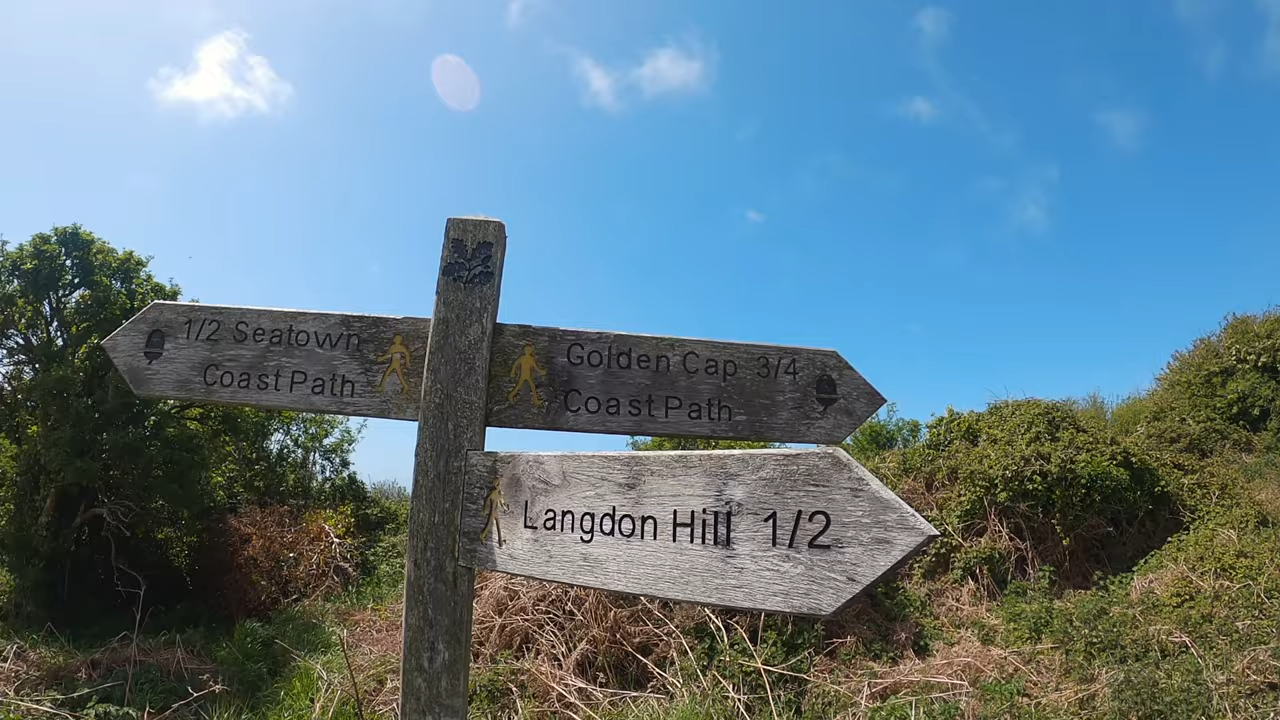 1/2 Seatown
Coast Path
Golden Cap 3/4
Coast Path
Langdon Hill 1/2